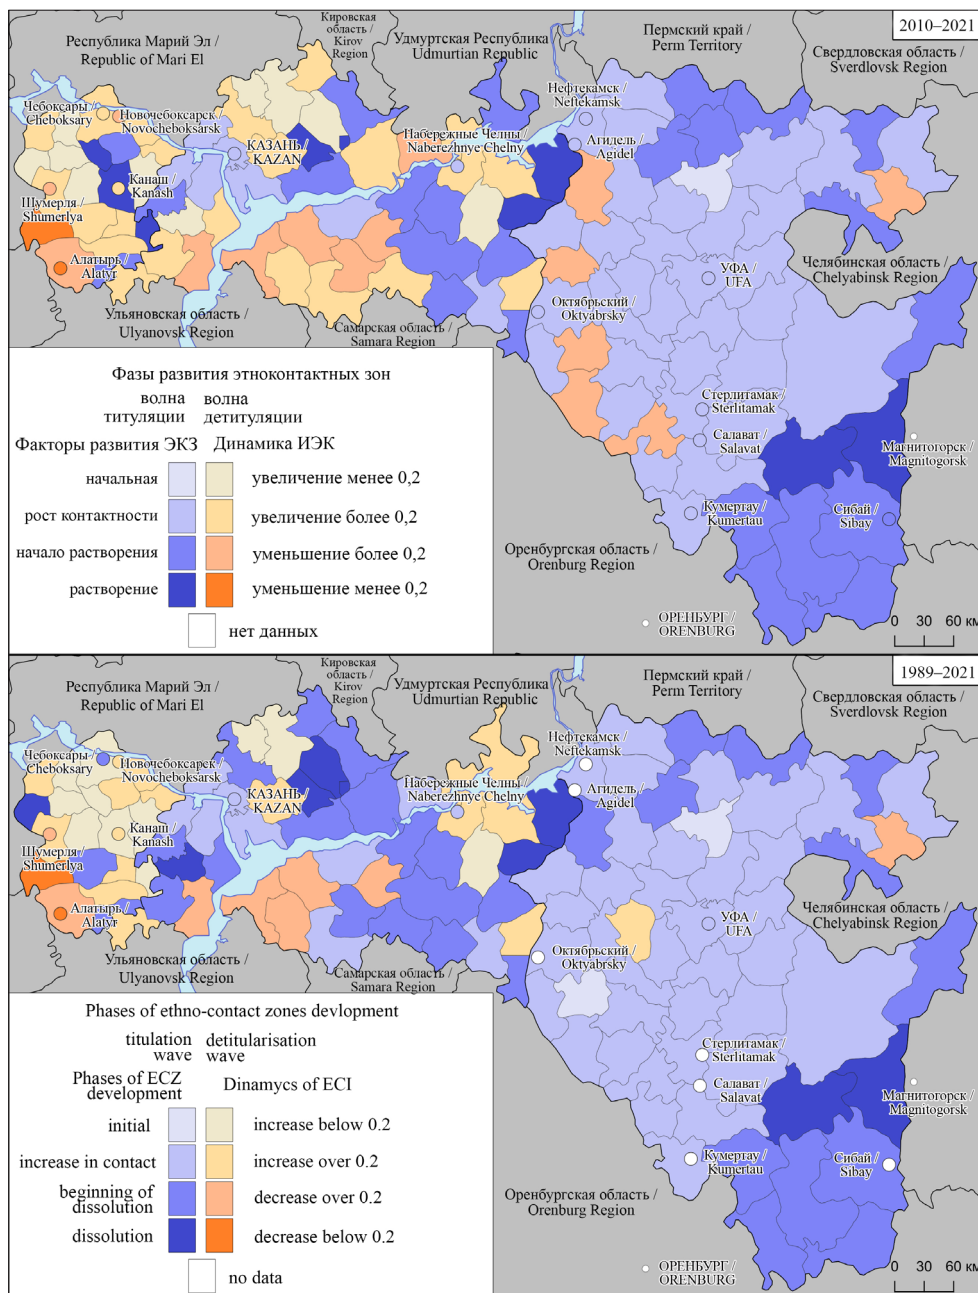 2010–2021
Республика Марий Эл /
Republic of Mari El
Кировская
область /
Kirov
Region
Удмуртская Республика
Udmurtian Republic
Пермский край /
Perm Territory
Свердловская область /
Sverdlovsk Region
Чебоксары /
Cheboksary
Новочебоксарск /
Novocheboksarsk
КАЗАНЬ /
KAZAN
Набережные Челны /
Naberezhnye Chelny
Нефтекамск /
Neftekamsk
Агидель /
Agidel
Канаш /
Kanash
Шумерля /
Shumerlya
Алатырь /
Alatyr
Ульяновская область /
Ulyanovsk Region
Самарская область /
Samara Region
Октябрьский /
Oktyabrsky
УФА /
UFA
Челябинская область /
Chelyabinsk Region
Стерлитамак /
Sterlitamak
Салават /
Salavat
Магнитогорск /
Magnitogorsk
Кумертау /
Kumertau
Сибай /
Sibay
Оренбургская область /
Orenburg Region
ОРЕНБУРГ /
ORENBURG
0 30 60 км
Фазы развития этноконтактных зон
волна
титуляции
волна
детитуляции
Факторы развития ЭКЗ
Динамика ИЭК
начальная
увеличение менее 0,2
рост контактности
увеличение более 0,2
начало растворения
уменьшение более 0,2
растворение
уменьшение менее 0,2
нет данных
1989–2021
Республика Марий Эл /
Republic of Mari El
Кировская
область /
Kirov
Region
Удмуртская Республика
Udmurtian Republic
Пермский край /
Perm Territory
Свердловская область /
Sverdlovsk Region
Чебоксары /
Cheboksary
Новочебоксарск /
Novocheboksarsk
КАЗАНЬ /
KAZAN
Набережные Челны /
Naberezhnye Chelny
Нефтекамск /
Neftekamsk
Агидель /
Agidel
Канаш /
Kanash
Шумерля /
Shumerlya
Алатырь /
Alatyr
Ульяновская область /
Ulyanovsk Region
Самарская область /
Samara Region
Октябрьский /
Oktyabrsky
УФА /
UFA
Челябинская область /
Chelyabinsk Region
Стерлитамак /
Sterlitamak
Салават /
Salavat
Магнитогорск /
Magnitogorsk
Кумертау /
Kumertau
Сибай /
Sibay
Оренбургская область /
Orenburg Region
ОРЕНБУРГ /
ORENBURG
0 30 60 км
Phases of ethno-contact zones devlopment
titulation
wave
detitularisation
wave
Phases of ECZ
development
Dinamycs of ECI
initial
increase below 0.2
increase in contact
increase over 0.2
beginning of
dissolution
decrease over 0.2
dissolution
decrease below 0.2
no data